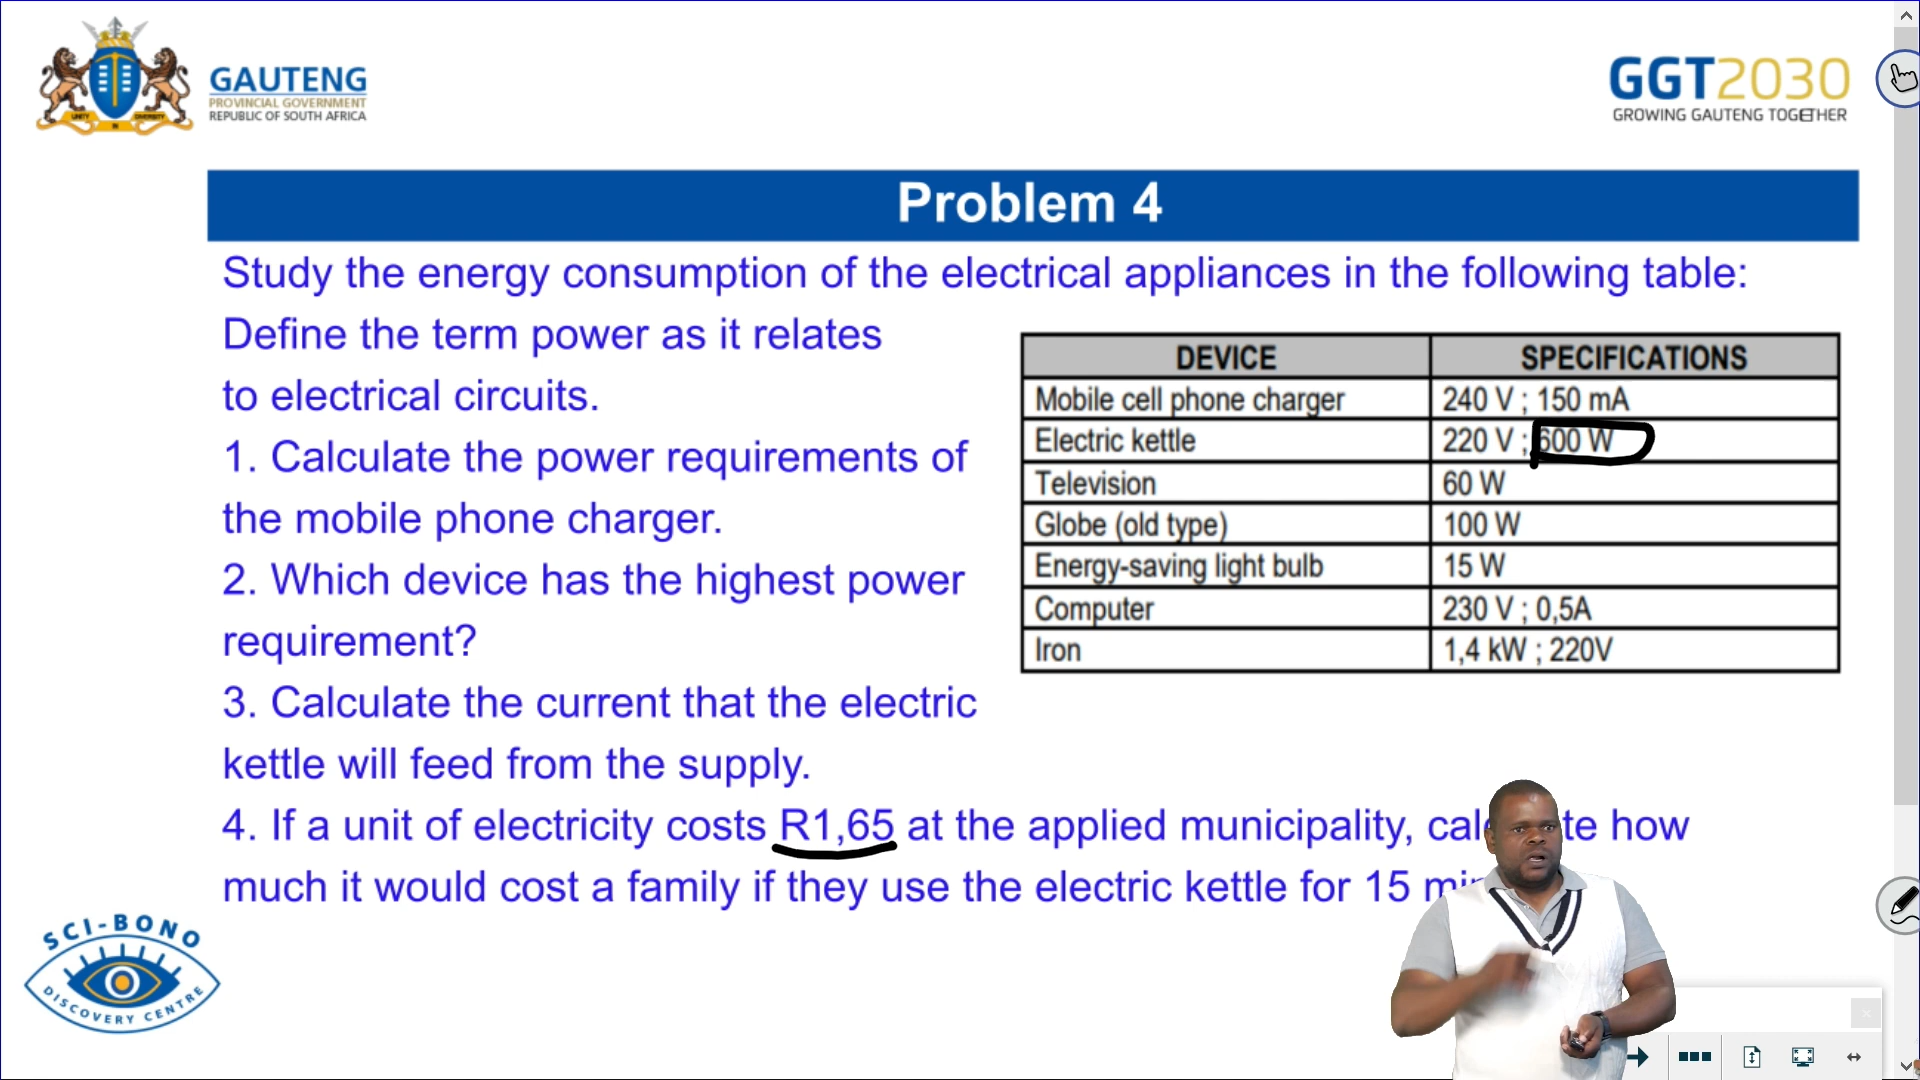 GAUTENG
PROVINCIAL GOVERNMENT
REPUBLIC OF SOUTH AFRICA
UNITY IN DIVERSITY
GGT2030
GROWING GAUTENG TOGETHER
Problem 4
Study the energy consumption of the electrical appliances in the following table:
Define the term power as it relates
to electrical circuits.
1. Calculate the power requirements of
the mobile phone charger.
2. Which device has the highest power
requirement?
3. Calculate the current that the electric
kettle will feed from the supply.
DEVICE SPECIFICATIONS
Mobile cell phone charger 240 V ; 150 mA
Electric kettle 220 V ; 600 W
Television 60 W
Globe (old type) 100 W
Energy-saving light bulb 15 W
Computer 230 V ; 0,5A
Iron 1,4 kW ; 220V
4. If a unit of electricity costs R1,65 at the applied municipality, how
much it would cost a family if they use the electric kettle for 15
SCI-BONO
DISCOVERY CENTRE